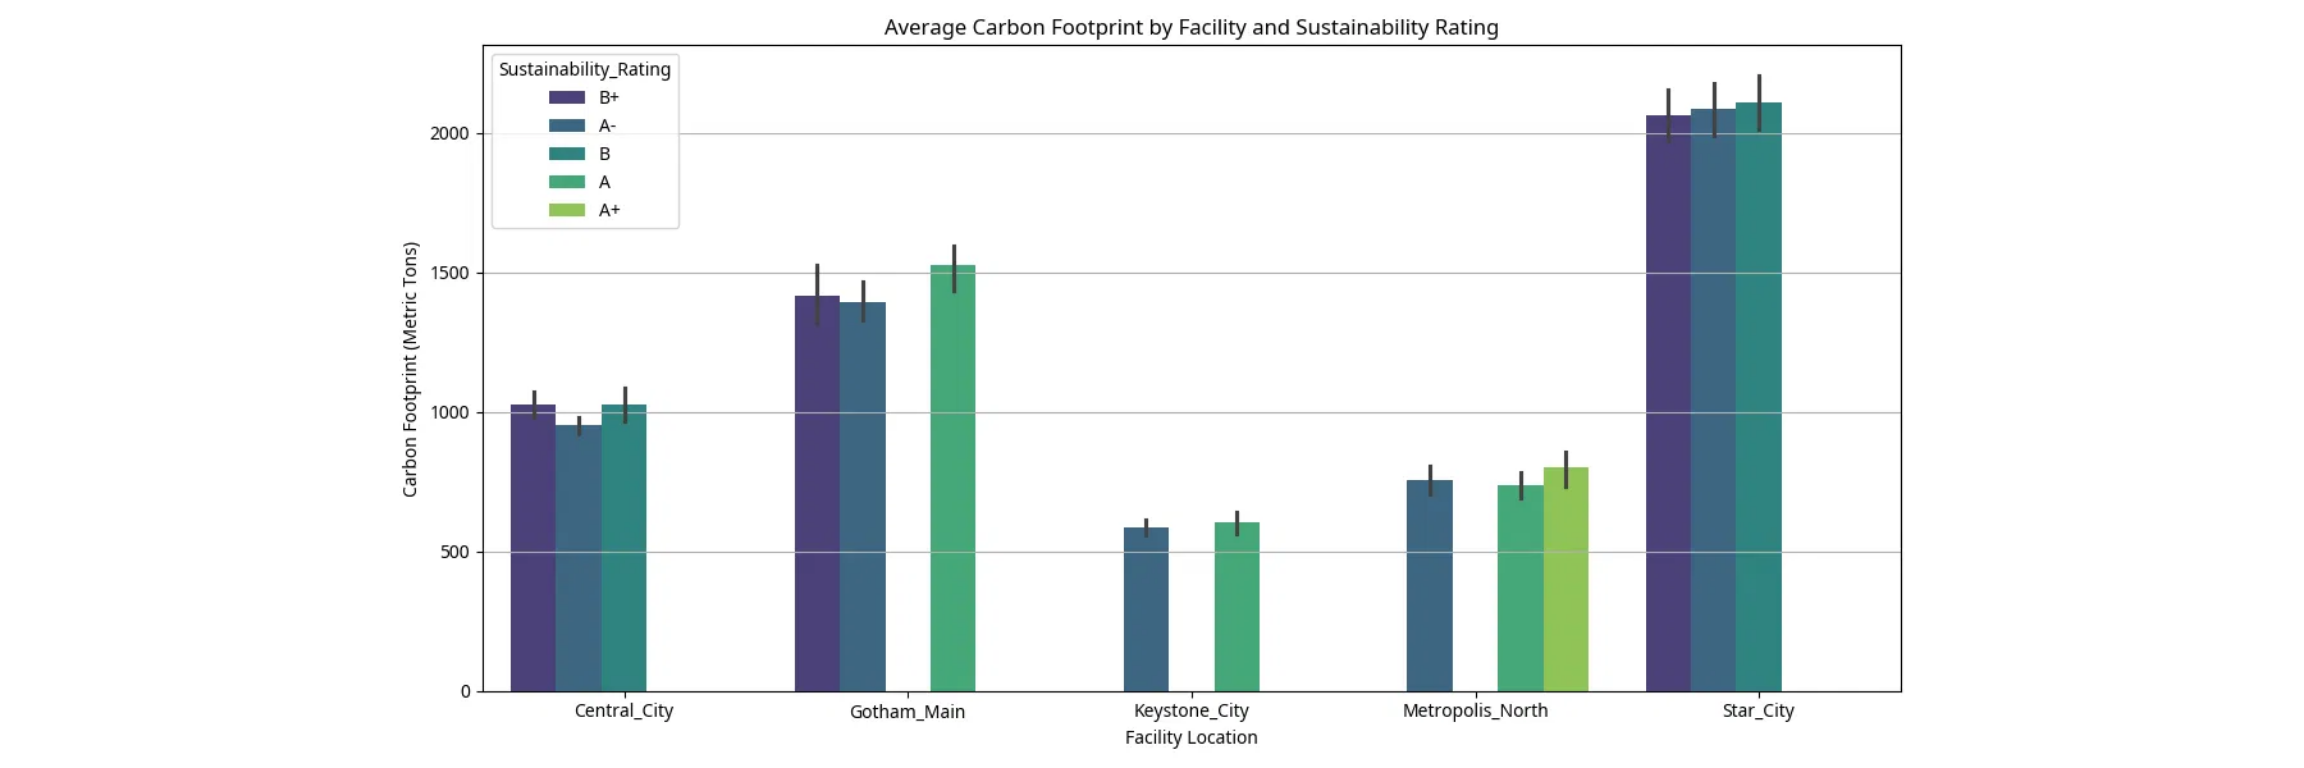 Average Carbon Footprint by Facility and Sustainability Rating
Sustainability_Rating
B+
A-
B
A
A+
Carbon Footprint (Metric Tons)
2000
1500
1000
500
0
Central_City
Gotham_Main
Keystone_City
Metropolis_North
Star_City
Facility Location